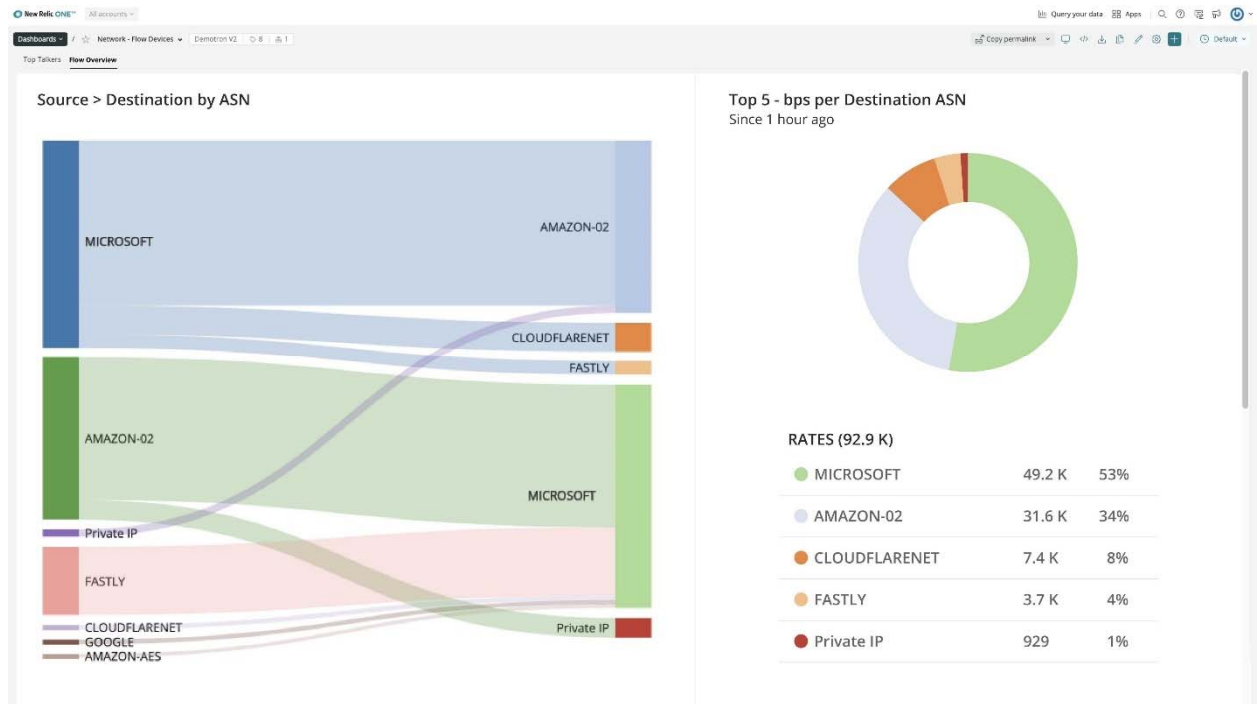 New Relic ONE™ All accounts Query your data Apps
Dashboards / Network - Flow Devices Demotron V2 8 1 Copy permalink </> Default
Top Talkers Flow Overview
Source > Destination by ASN
MICROSOFT
AMAZON-02
Private IP
FASTLY
CLOUDFLARENET
GOOGLE
AMAZON-AES
AMAZON-02
CLOUDFLARENET
FASTLY
MICROSOFT
Private IP
Top 5 - bps per Destination ASN
Since 1 hour ago
RATES (92.9 K)
MICROSOFT 49.2 K 53%
AMAZON-02 31.6 K 34%
CLOUDFLARENET 7.4 K 8%
FASTLY 3.7 K 4%
Private IP 929 1%